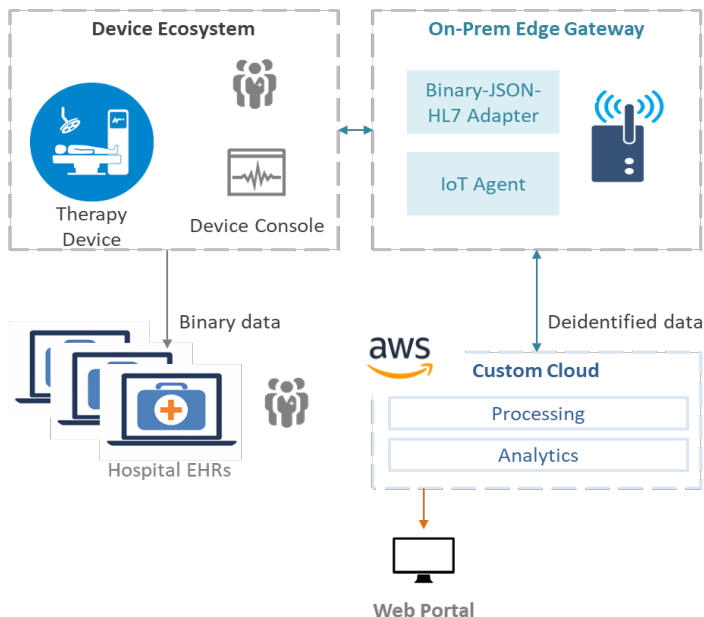 Device Ecosystem
Therapy
Device
Device Console
On-Prem Edge Gateway
Binary-JSON-
HL7 Adapter
IoT Agent
Binary data
Hospital EHRs
Deidentified data
aws
Custom Cloud
Processing
Analytics
Web Portal